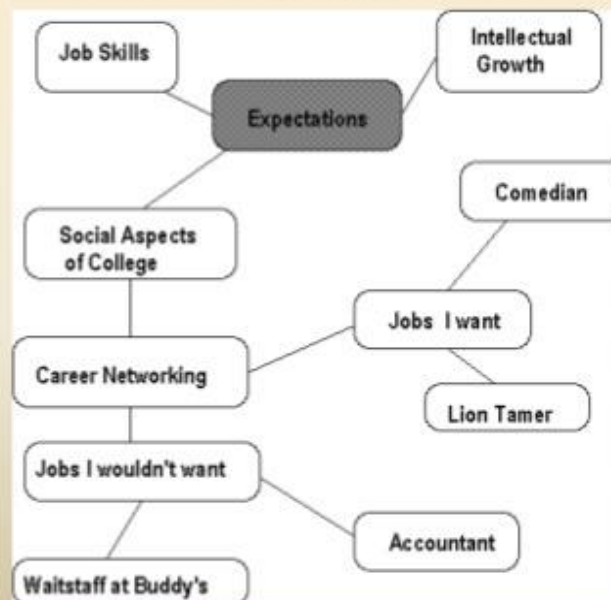 Job Skills
Intellectual
Growth
Expectations
Comedian
Social Aspects
of College
Jobs I want
Career Networking
Lion Tamer
Jobs I wouldn't want
Accountant
Waitstaff at Buddy's